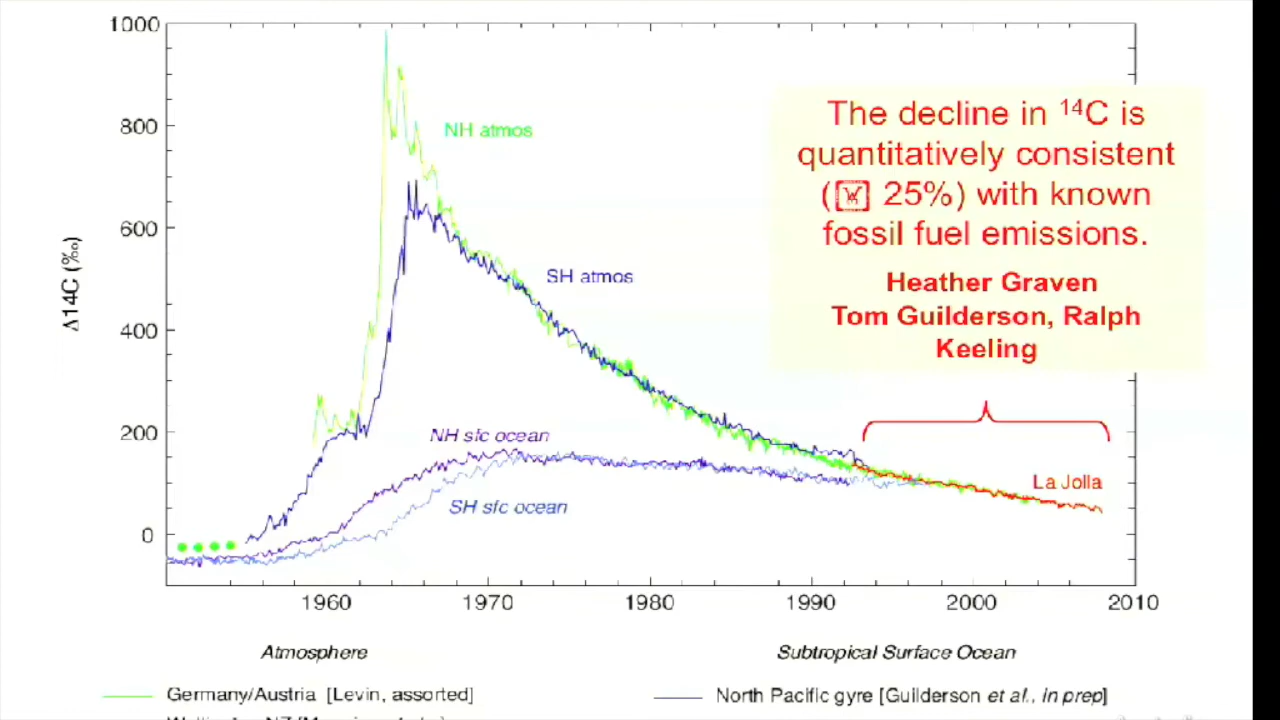 1000
800
600
400
200
0
Δ14C (‰)
NH atmos
SH atmos
NH sfc ocean
SH sfc ocean
La Jolla
The decline in ¹⁴C is
quantitatively consistent
( 25%) with known
fossil fuel emissions.
Heather Graven
Tom Guilderson, Ralph
Keeling
1960 1970 1980 1990 2000 2010
Atmosphere Subtropical Surface Ocean
Germany/Austria [Levin, assorted] North Pacific gyre [Guilderson et al., in prep]